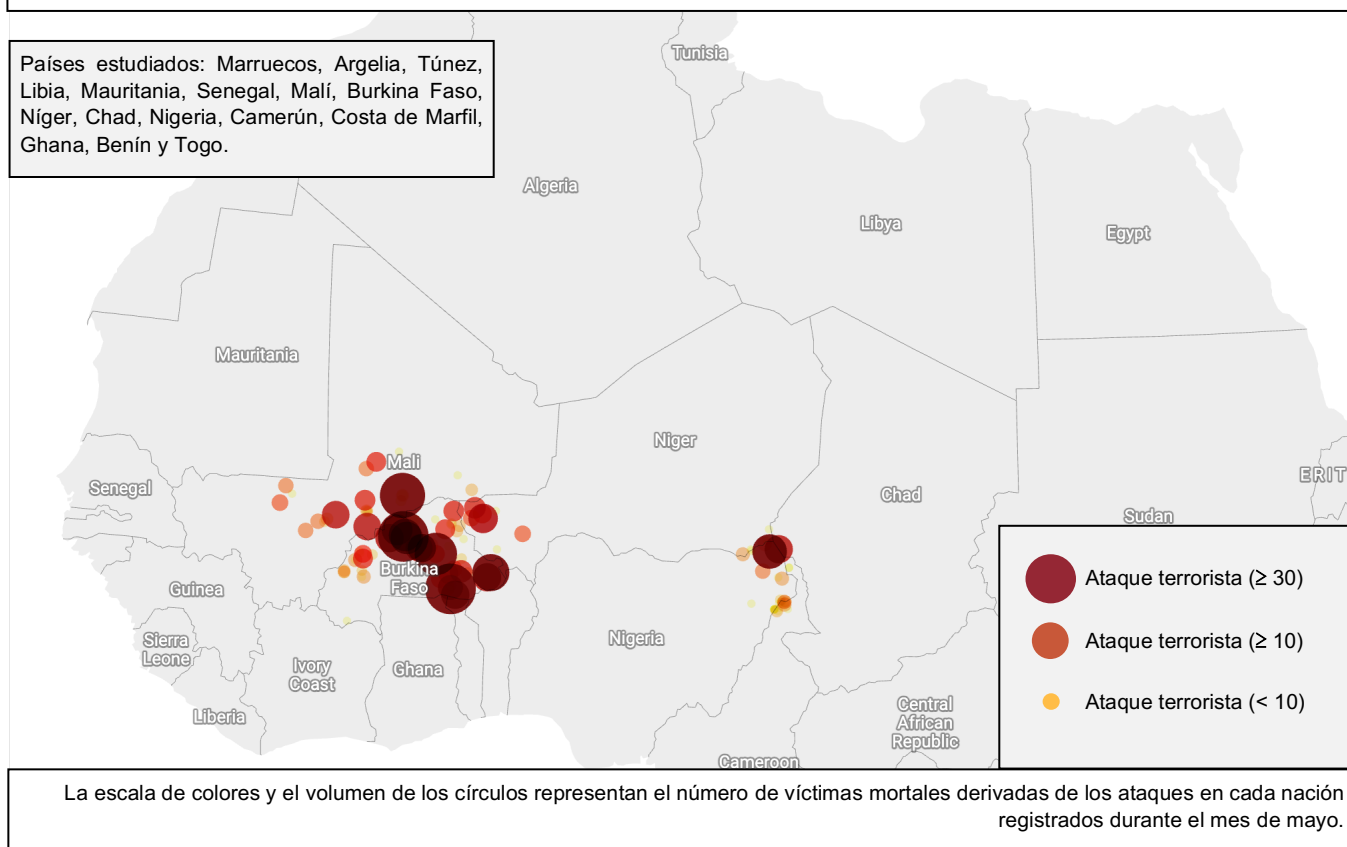 Tunisia
Países estudiados: Marruecos, Argelia, Túnez,
Libia, Mauritania, Senegal, Malí, Burkina Faso,
Níger, Chad, Nigeria, Camerún, Costa de Marfil,
Ghana, Benín y Togo.
Algeria
Libya
Egypt
Mauritania
Niger
Mali
Senegal
Chad
ERIT
Sudan
Burkina
Faso
Guinea
Nigeria
Sierra
Leone
Ivory
Coast
Ghana
Liberia
Central
African
Republic
Cameroon
Ataque terrorista (≥ 30)
Ataque terrorista (≥ 10)
Ataque terrorista (< 10)
La escala de colores y el volumen de los círculos representan el número de víctimas mortales derivadas de los ataques en cada nación
registrados durante el mes de mayo.